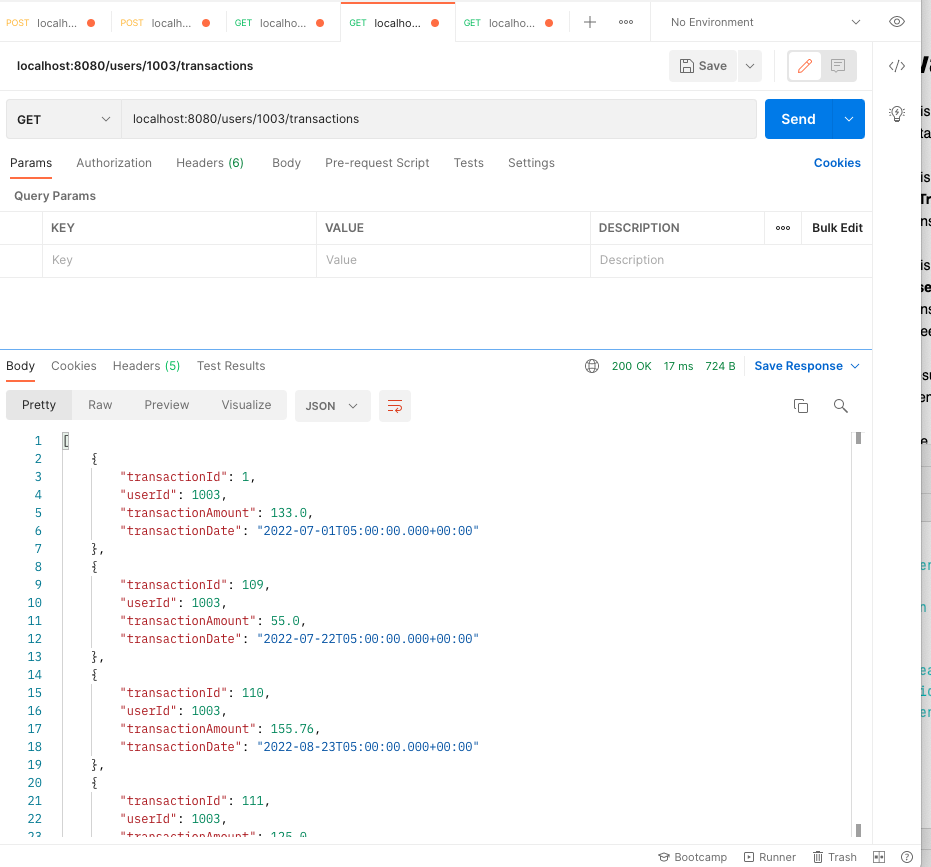 POST localh... POST localh... GET localho... GET localho... GET localho... No Environment
localhost:8080/users/1003/transactions Save
GET localhost:8080/users/1003/transactions Send
Params Authorization Headers (6) Body Pre-request Script Tests Settings Cookies
Query Params
KEY VALUE DESCRIPTION Bulk Edit
Key Value Description
Body Cookies Headers (5) Test Results 200 OK 17 ms 724 B Save Response
Pretty Raw Preview Visualize JSON
1 [
2 {
3 "transactionId": 1,
4 "userId": 1003,
5 "transactionAmount": 133.0,
6 "transactionDate": "2022-07-01T05:00:00.000+00:00"
7 },
8 {
9 "transactionId": 109,
10 "userId": 1003,
11 "transactionAmount": 55.0,
12 "transactionDate": "2022-07-22T05:00:00.000+00:00"
13 },
14 {
15 "transactionId": 110,
16 "userId": 1003,
17 "transactionAmount": 155.76,
18 "transactionDate": "2022-08-23T05:00:00.000+00:00"
19 },
20 {
21 "transactionId": 111,
22 "userId": 1003,
23 "transactionAmount": 125.0
Bootcamp Runner Trash